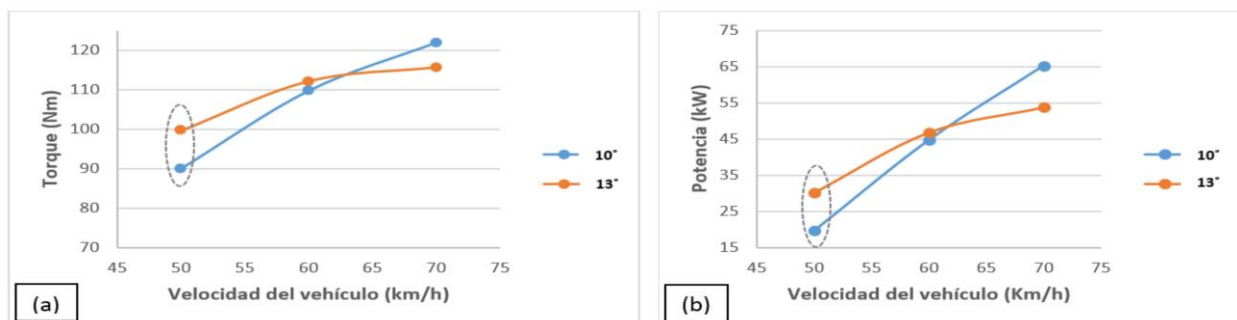 120
110
100
90
80
70
45 50 55 60 65 70 75
Torque (Nm)
Velocidad del vehículo (km/h)
10°
13°
(a)
75
65
55
45
35
25
15
45 50 55 60 65 70 75
Potencia (kW)
Velocidad del vehículo (Km/h)
10°
13°
(b)